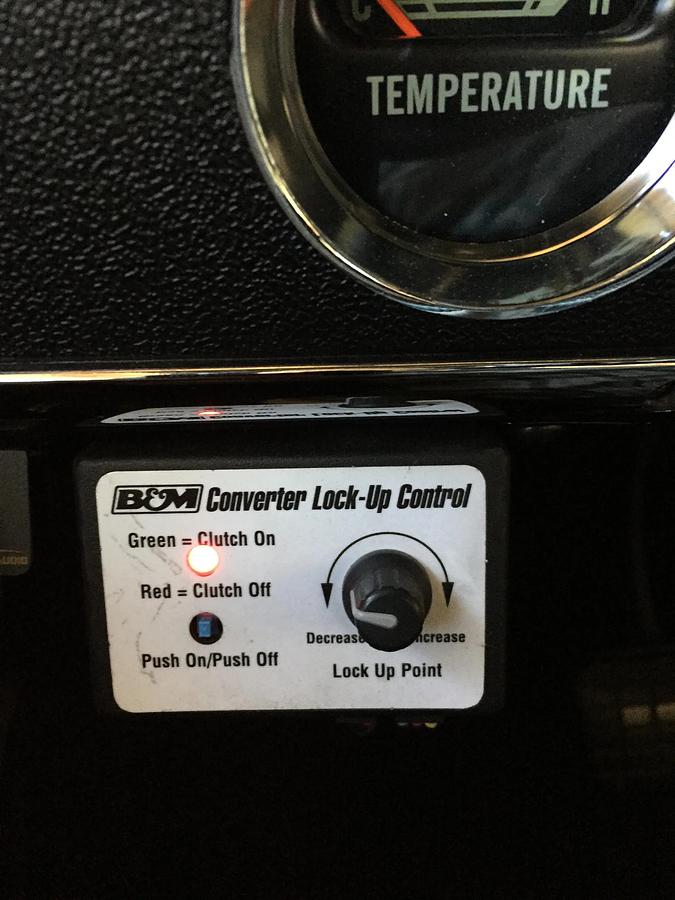 C H
TEMPERATURE
B&M Converter Lock-Up Control
Green = Clutch On
Red = Clutch Off
Decrease Increase
Push On/Push Off
Lock Up Point